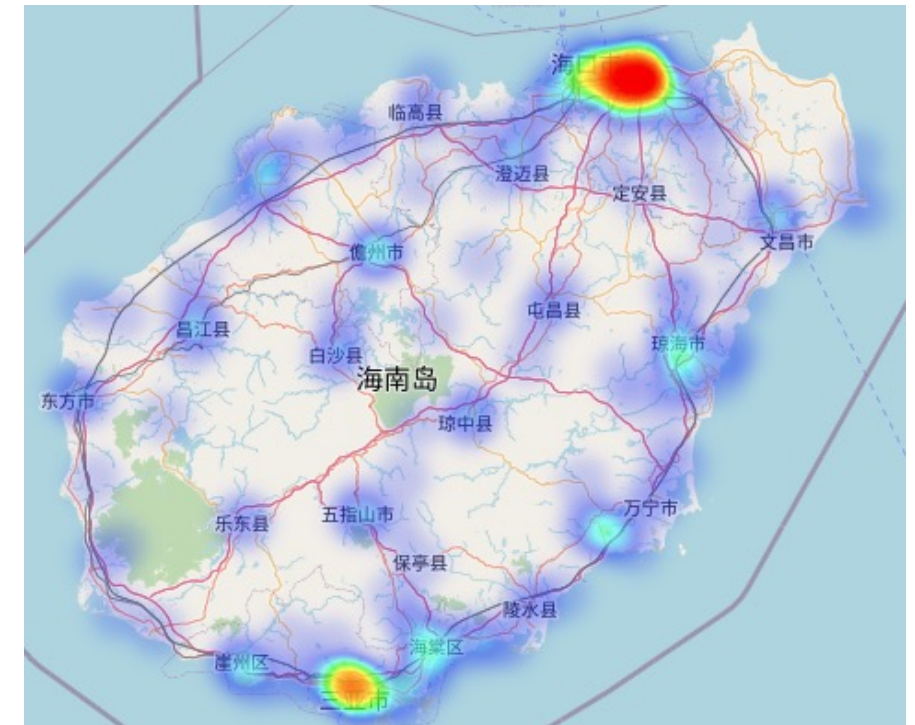 海口市
临高县
澄迈县
定安县
文昌市
儋州市
昌江县
屯昌县
琼海市
白沙县
海南岛
东方市
琼中县
万宁市
五指山市
乐东县
保亭县
陵水县
海棠区
崖州区
三亚市